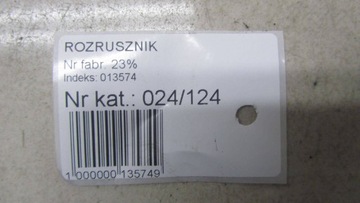 ROZRUSZNIK
Nr fabr. 23%
Indeks: 013574
Nr kat.: 024/124
1 000000 135749